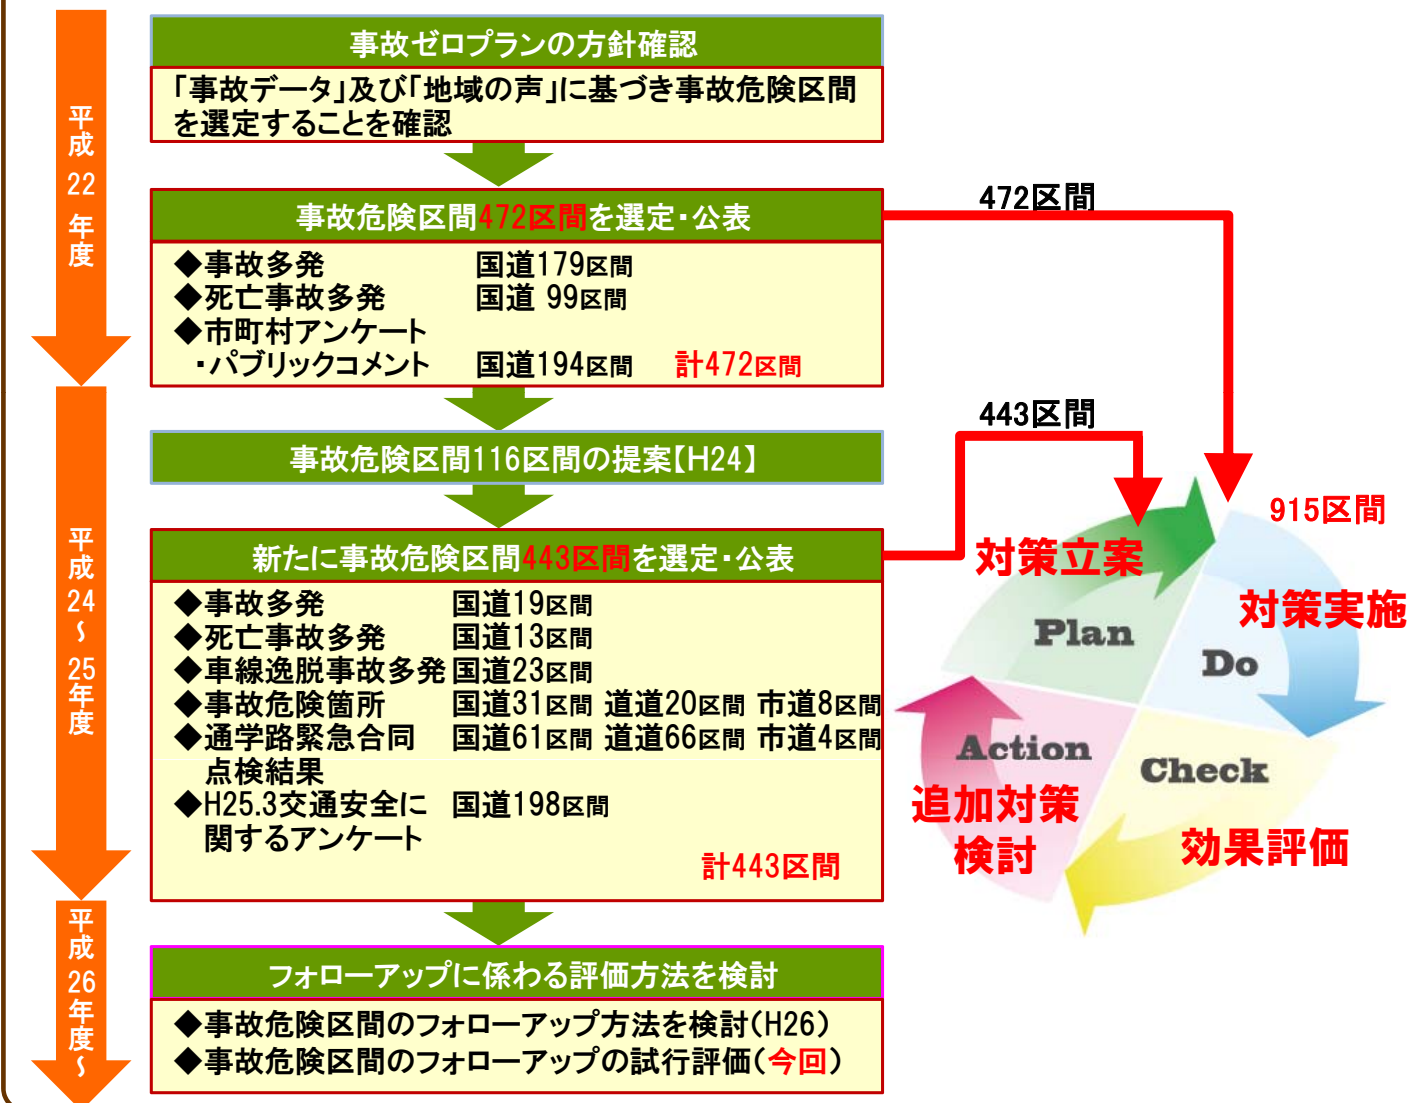 平成22年度
事故ゼロプランの方針確認
「事故データ」及び「地域の声」に基づき事故危険区間
を選定することを確認
事故危険区間472区間を選定・公表
◆事故多発 国道179区間
◆死亡事故多発 国道 99区間
◆市町村アンケート
・パブリックコメント 国道194区間 計472区間
平成24~25年度
事故危険区間116区間の提案【H24】
新たに事故危険区間443区間を選定・公表
◆事故多発 国道19区間
◆死亡事故多発 国道13区間
◆車線逸脱事故多発 国道23区間
◆事故危険箇所 国道31区間 道道20区間 市道8区間
◆通学路緊急合同 国道61区間 道道66区間 市道4区間
点検結果
◆H25.3交通安全に 国道198区間
関するアンケート
計443区間
平成26年度~
フォローアップに係わる評価方法を検討
◆事故危険区間のフォローアップ方法を検討(H26)
◆事故危険区間のフォローアップの試行評価(今回)
472区間
443区間
915区間
対策立案
Plan
対策実施
Do
Check
効果評価
Action
追加対策
検討